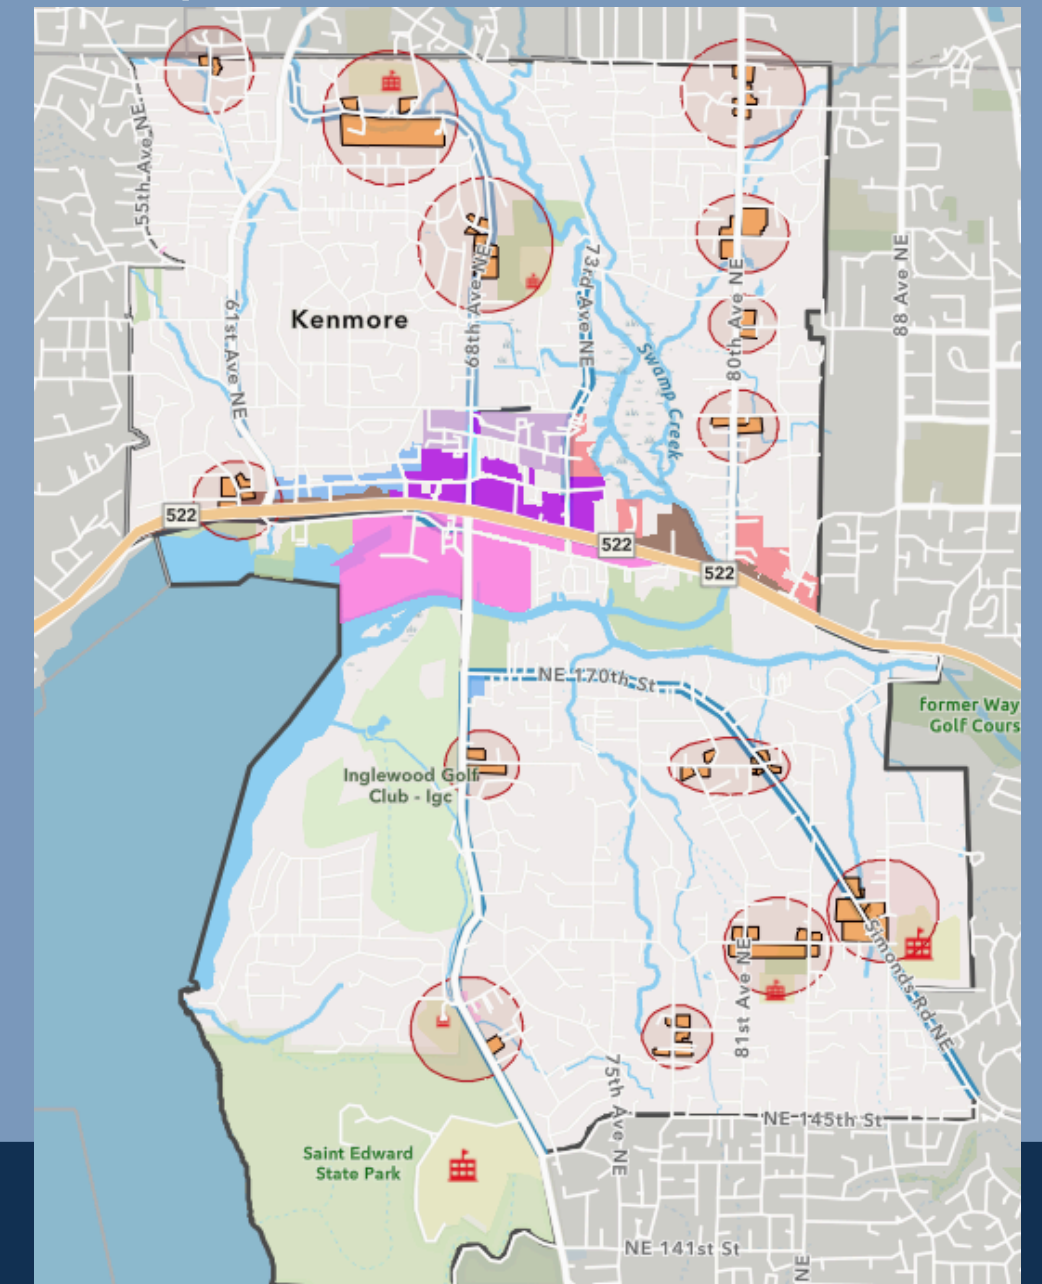 55th Ave NE
61st Ave NE
Kenmore
68th Ave NE
73rd Ave NE
Swamp Creek
80th Ave NE
88 Ave NE
522
522
522
NE 170th St
former Way
Golf Cours
Inglewood Golf
Club - Igc
Simonds Rd NE
81st Ave NE
75th Ave NE
NE 145th St
Saint Edward
State Park
NE 141st St
NE